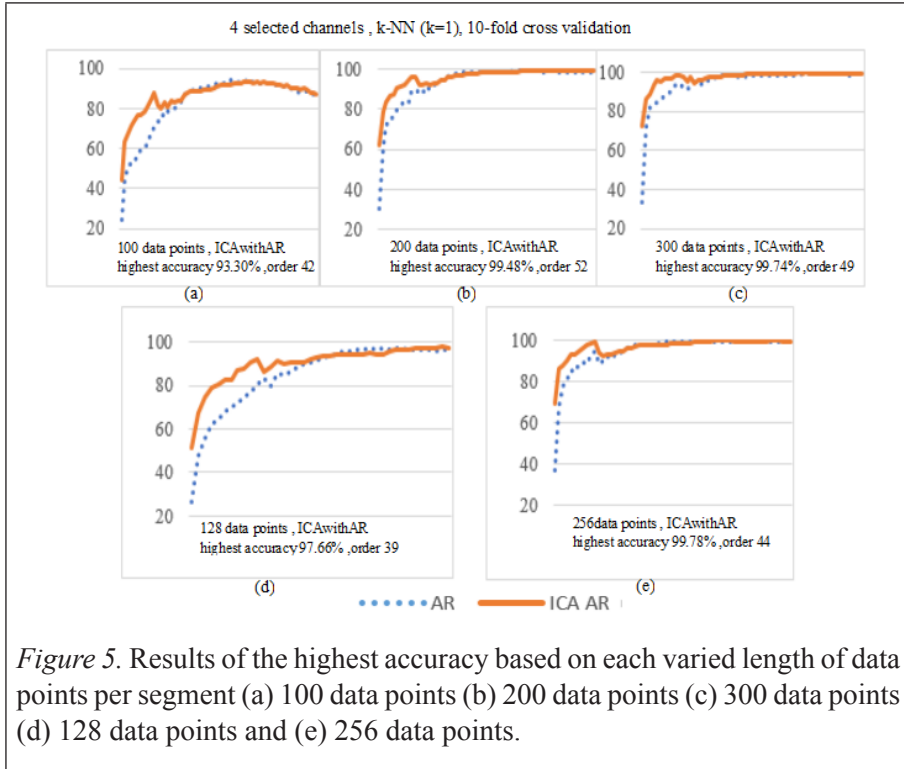 4 selected channels , k-NN (k=1), 10-fold cross validation
100
80
60
40
20
100 data points , ICAwithAR
highest accuracy 93.30% ,order 42
(a)
100
80
60
40
20
200 data points , ICAwithAR
highest accuracy 99.48% ,order 52
(b)
100
80
60
40
20
300 data points , ICAwithAR
highest accuracy 99.74% ,order 49
(c)
100
80
60
40
20
128 data points , ICAwithAR
highest accuracy 97.66% ,order 39
(d)
100
80
60
40
20
256data points , ICAwithAR
highest accuracy 99.78% ,order 44
(e)
AR
ICA AR
Figure 5. Results of the highest accuracy based on each varied length of data
points per segment (a) 100 data points (b) 200 data points (c) 300 data points
(d) 128 data points and (e) 256 data points.